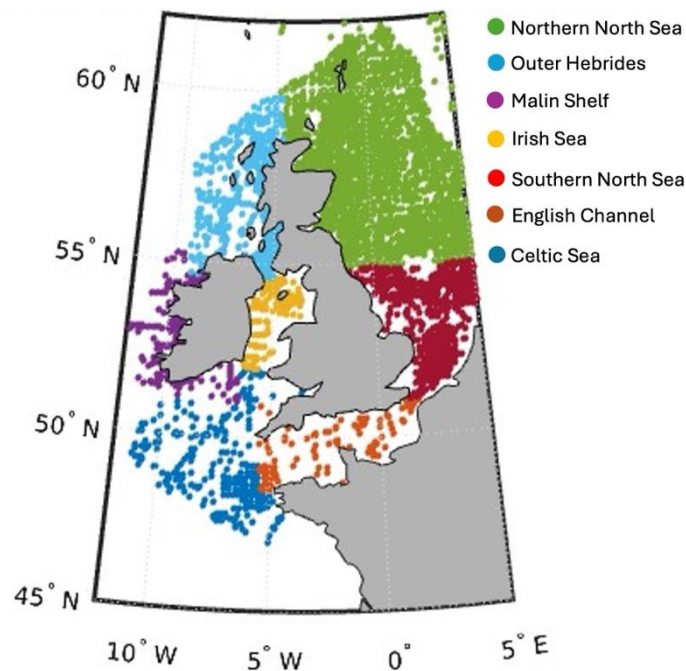 Northern North Sea
Outer Hebrides
Malin Shelf
Irish Sea
Southern North Sea
English Channel
Celtic Sea
60° N
55° N
50° N
45° N
10° W
5° W
0°
5° E